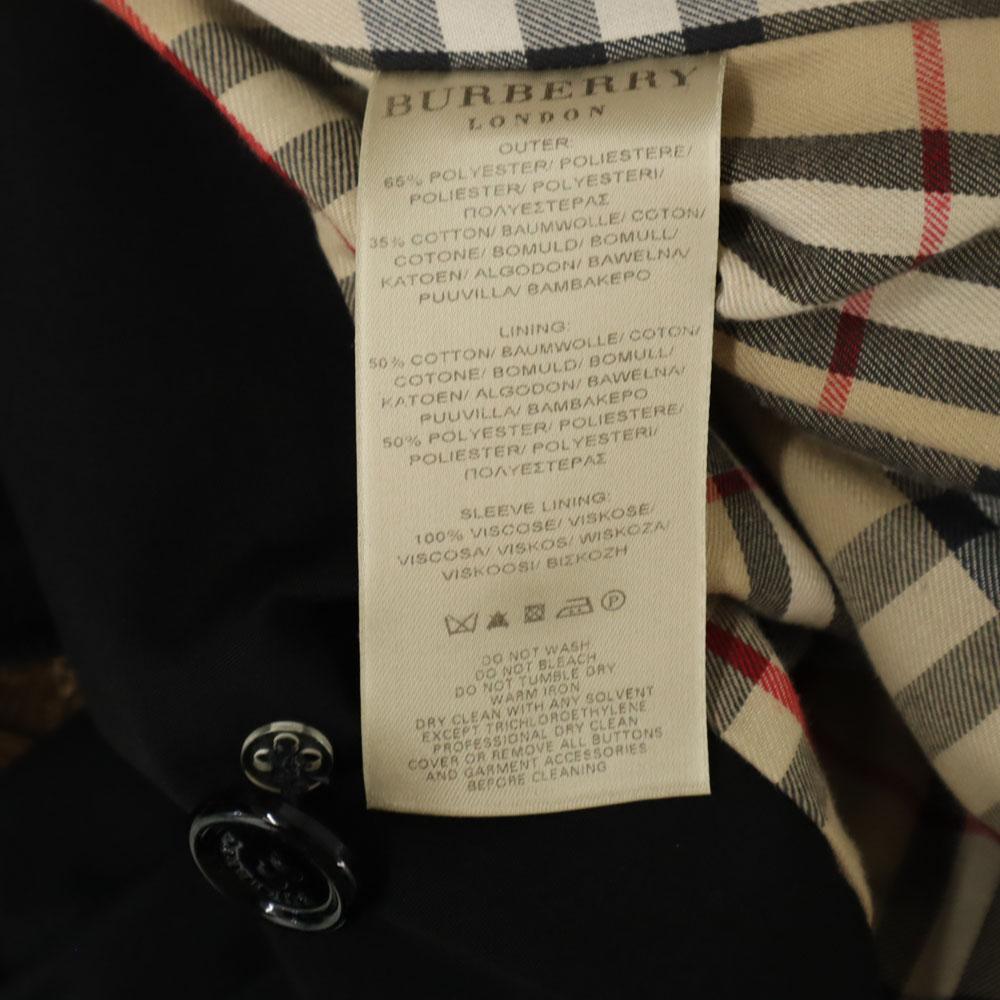 BURBERRY
LONDON
OUTER:
65% POLYESTER/ POLIESTERE/
POLIESTER/ POLYESTERI/
ΠΟΛΥΕΣΤΕΡΑΣ
35% COTTON/ BAUMWOLLE/ COTON/
COTONE/ BOMULD/ BOMULL/
KATOEN/ ALGODON/ BAWELNA/
PUUVILLA/ BAMBAKEPO
LINING:
50% COTTON/ BAUMWOLLE/ COTON/
COTONE/ BOMULD/ BOMULL/
KATOEN/ ALGODON/ BAWELNA/
PUUVILLA/ BAMBAKEPO
50% POLYESTER/ POLIESTERE/
POLIESTER/ POLYESTERI/
ΠΟΛΥΕΣΤΕΡΑΣ
SLEEVE LINING:
100% VISCOSE/ VISKOSE/
VISCOSA/ VISKOS/ WISKOZA/
VISKOOSI/ ΒΙΣΚΟΖΗ
P
DO NOT WASH
DO NOT BLEACH
DO NOT TUMBLE DRY
WARM IRON
DRY CLEAN WITH ANY SOLVENT
EXCEPT TRICHLOROETHYLENE
PROFESSIONAL DRY CLEAN
COVER OR REMOVE ALL BUTTONS
AND GARMENT ACCESSORIES
BEFORE CLEANING